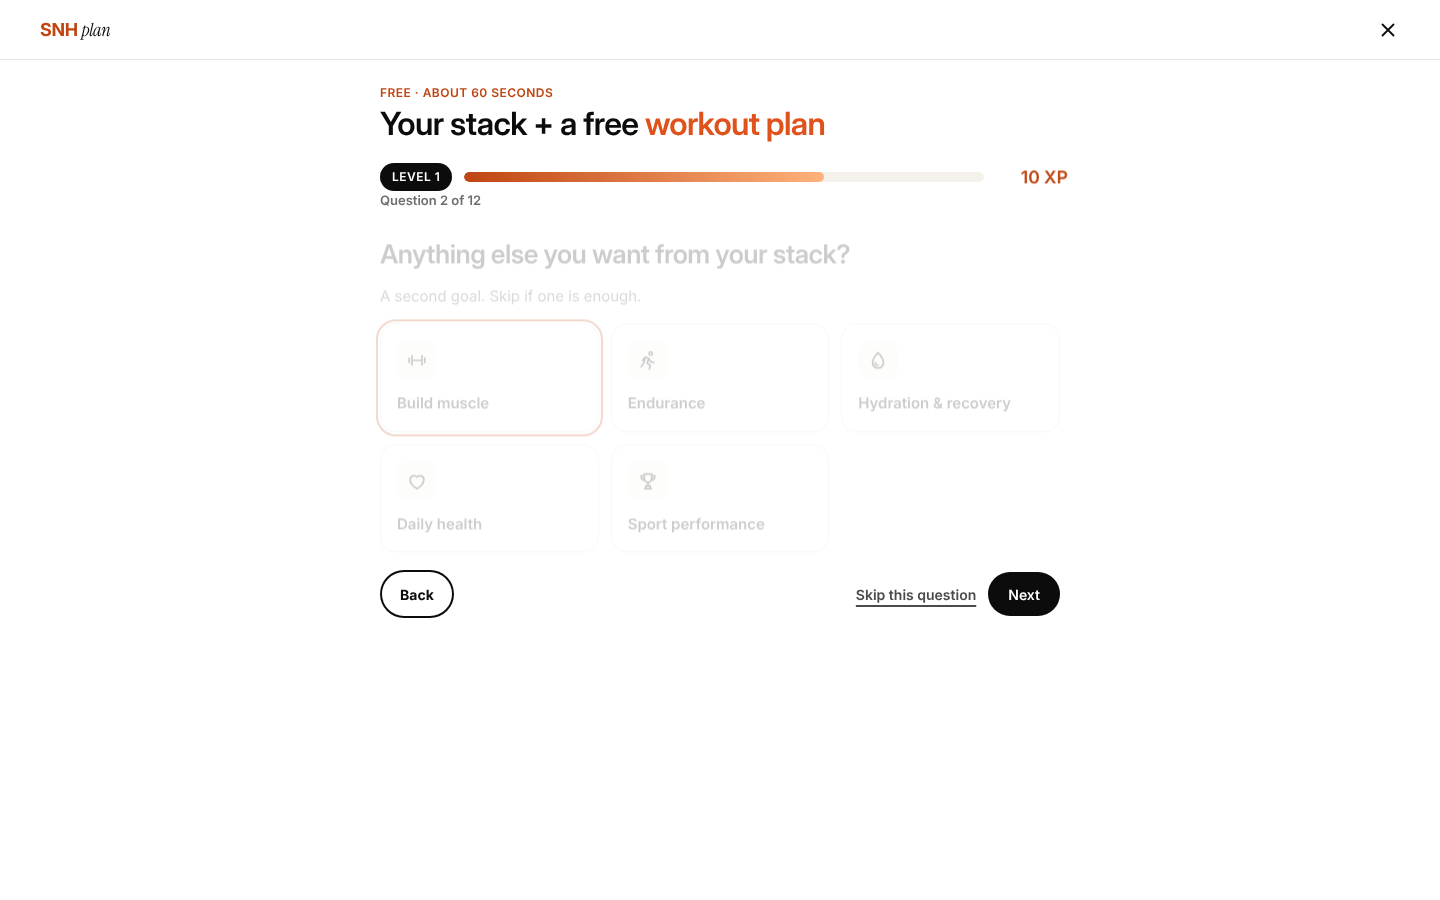 SNH plan
FREE · ABOUT 60 SECONDS
Your stack + a free workout plan
LEVEL 1
10 XP
Question 2 of 12
Anything else you want from your stack?
A second goal. Skip if one is enough.
Build muscle
Endurance
Hydration & recovery
Daily health
Sport performance
Back
Skip this question
Next